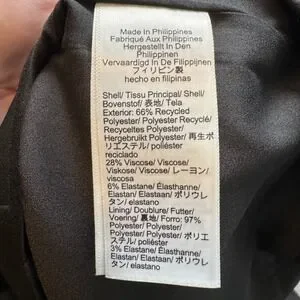 Made In Philippines
Fabriqué Aux Philippines
Hergestellt In Den
Philippinen
Vervaardigd In De Filippijnen
フィリピン製
hecho en filipinas
Shell/ Tissu Principal/ Shell/
Bovenstof/ 表地/ Tela
Exterior: 66% Recycled
Polyester/ Polyester Recyclé/
Recyceltes Polyester/
Hergebruikt Polyester/ 再生ポ
リエステル/ poliéster
reciclado
28% Viscose/ Viscose/
Viskose/ Viscose/ レーヨン/
viscosa
6% Elastane/ Élasthanne/
Elastan/ Elastaan/ ポリウレ
タン/ elastano
Lining/ Doublure/ Futter/
Voering/ 裏地/ Forro: 97%
Polyester/ Polyester/
Polyester/ Polyester/ ポリエ
ステル/ poliéster
3% Elastane/ Élasthanne/
Elastan/ Elastaan/ ポリウレ
タン/ elastano